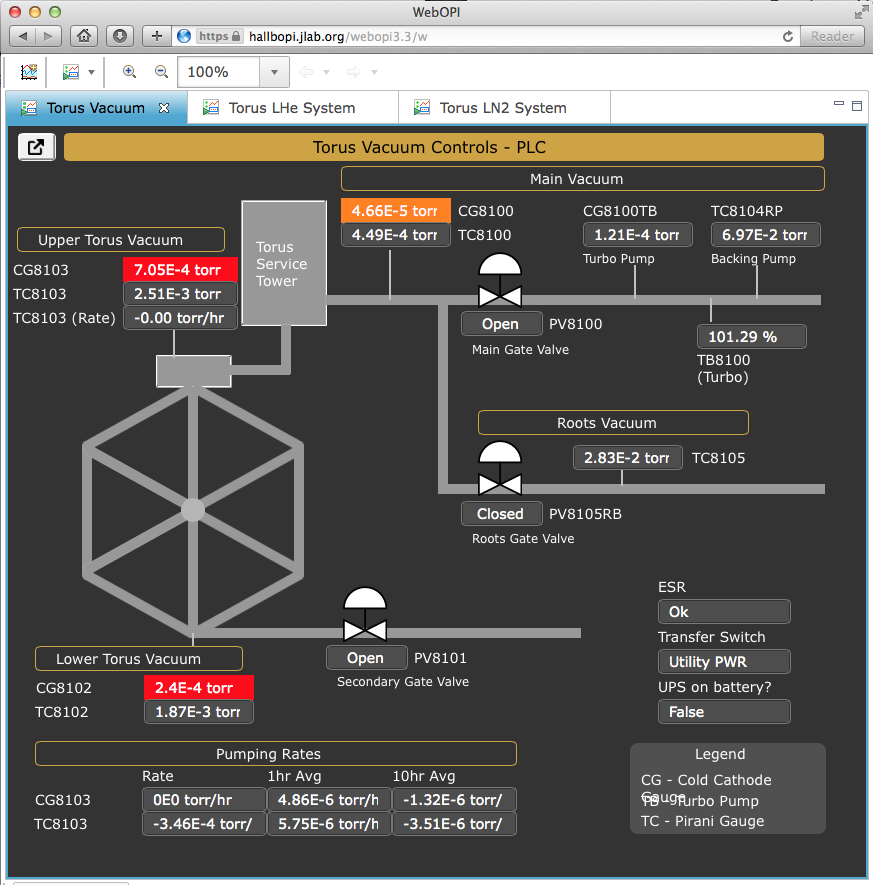 WebOPI
https hallbopi.jlab.org/webopi3.3/w
Reader
100%
Torus Vacuum
Torus LHe System
Torus LN2 System
Torus Vacuum Controls - PLC
Main Vacuum
4.66E-5 torr CG8100
4.49E-4 torr TC8100
CG8100TB
1.21E-4 torr
Turbo Pump
TC8104RP
6.97E-2 torr
Backing Pump
Upper Torus Vacuum
CG8103 7.05E-4 torr
TC8103 2.51E-3 torr
TC8103 (Rate) -0.00 torr/hr
Torus
Service
Tower
Open PV8100
Main Gate Valve
101.29 %
TB8100
(Turbo)
Roots Vacuum
2.83E-2 torr TC8105
Closed PV8105RB
Roots Gate Valve
ESR
Ok
Transfer Switch
Utility PWR
UPS on battery?
False
Open PV8101
Secondary Gate Valve
Lower Torus Vacuum
CG8102 2.4E-4 torr
TC8102 1.87E-3 torr
Pumping Rates
Rate 1hr Avg 10hr Avg
CG8103 0E0 torr/hr 4.86E-6 torr/h -1.32E-6 torr/
TC8103 -3.46E-4 torr/ 5.75E-6 torr/h -3.51E-6 torr/
Legend
CG - Cold Cathode
Gauge
TB - Turbo Pump
TC - Pirani Gauge